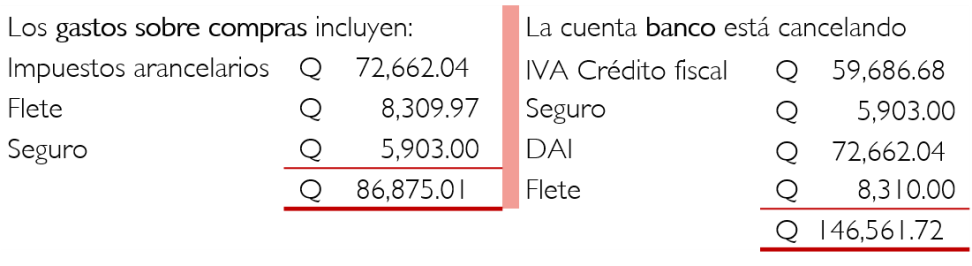 Los gastos sobre compras incluyen:
Impuestos arancelarios Q 72,662.04
Flete Q 8,309.97
Seguro Q 5,903.00
Q 86,875.01
La cuenta banco está cancelando
IVA Crédito fiscal Q 59,686.68
Seguro Q 5,903.00
DAI Q 72,662.04
Flete Q 8,310.00
Q 146,561.72